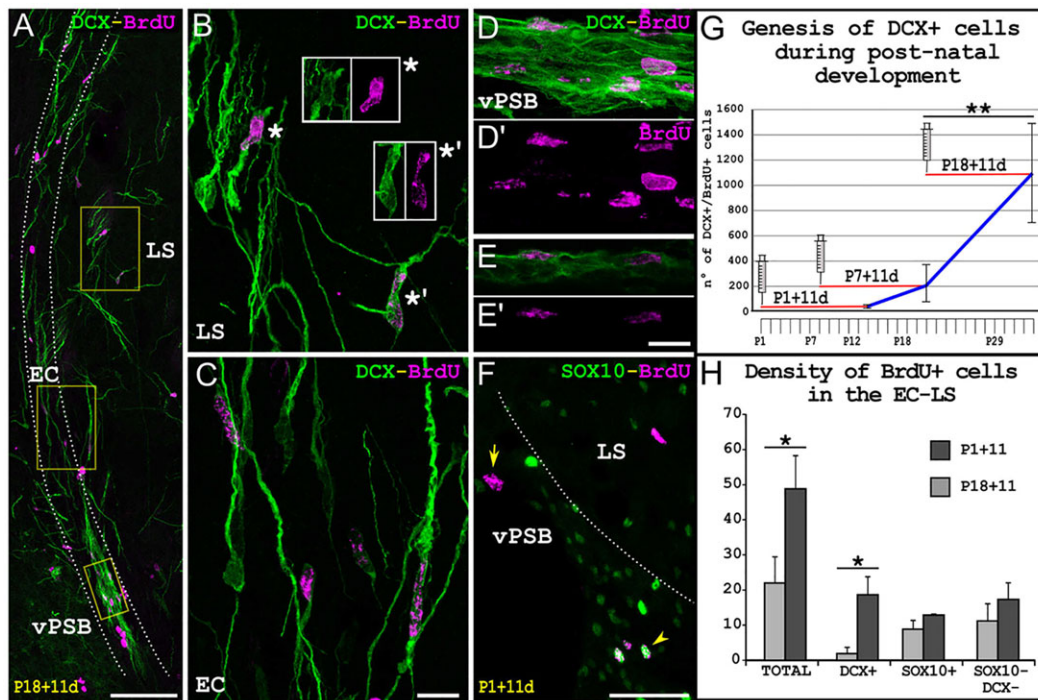 A
DCX-BrdU
LS
EC
vPSB
P18+11d
B
DCX-BrdU
*
*
*'
*'
LS
C
DCX-BrdU
EC
D
DCX-BrdU
vPSB
D'
BrdU
E
E'
F
SOX10-BrdU
LS
vPSB
P1+11d
G
Genesis of DCX+ cells
during post-natal
development
n° of DCX+/BrdU+ cells
1600
1400
1200
1000
800
600
400
200
0
**
P18+11d
P7+11d
P1+11d
P1
P7
P12
P18
P29
H
Density of BrdU+ cells
in the EC-LS
70
60
50
40
30
20
10
0
*
*
P1+11
P18+11
TOTAL
DCX+
SOX10+
SOX10-
DCX-